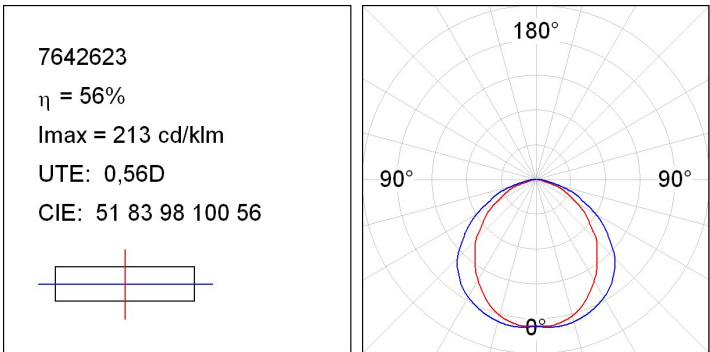 7642623
η = 56%
Imax = 213 cd/klm
UTE: 0,56D
CIE: 51 83 98 100 56
180°
90° 90°
0°